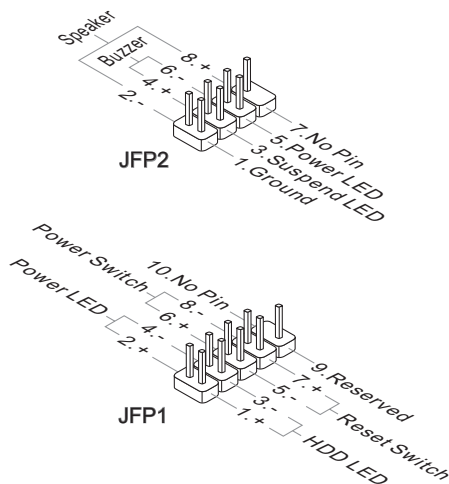 Speaker
Buzzer
8.+
6.-
4.+
2.-
7.No Pin
5.Power LED
3.Suspend LED
1.Ground
JFP2
Power Switch
Power LED
10.No Pin
8.-
6.+
4.-
2.+
9.Reserved
7.+
5.-
3.-
1.+
Reset Switch
HDD LED
JFP1